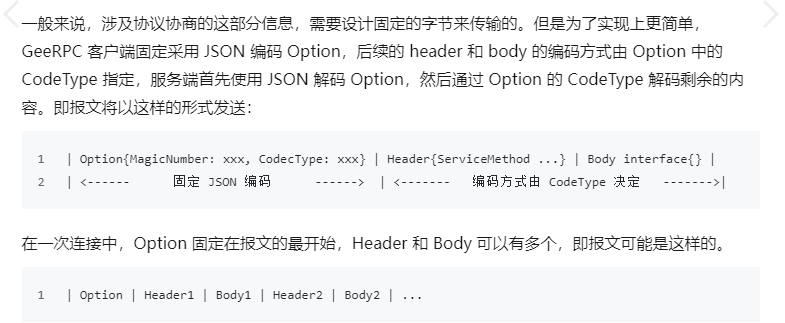 一般来说，涉及协议协商的这部分信息，需要设计固定的字节来传输的。但是为了实现上更简单，
GeeRPC 客户端固定采用 JSON 编码 Option，后续的 header 和 body 的编码方式由 Option 中的
CodeType 指定，服务端首先使用 JSON 解码 Option，然后通过 Option 的 CodeType 解码剩余的内
容。即报文将以这样的形式发送：
1 | Option{MagicNumber: xxx, CodecType: xxx} | Header{ServiceMethod ...} | Body interface{} |
2 | <------ 固定 JSON 编码 ------> | <------- 编码方式由 CodeType 决定 ------->|
在一次连接中，Option 固定在报文的最开始，Header 和 Body 可以有多个，即报文可能是这样的。
1 | Option | Header1 | Body1 | Header2 | Body2 | ...